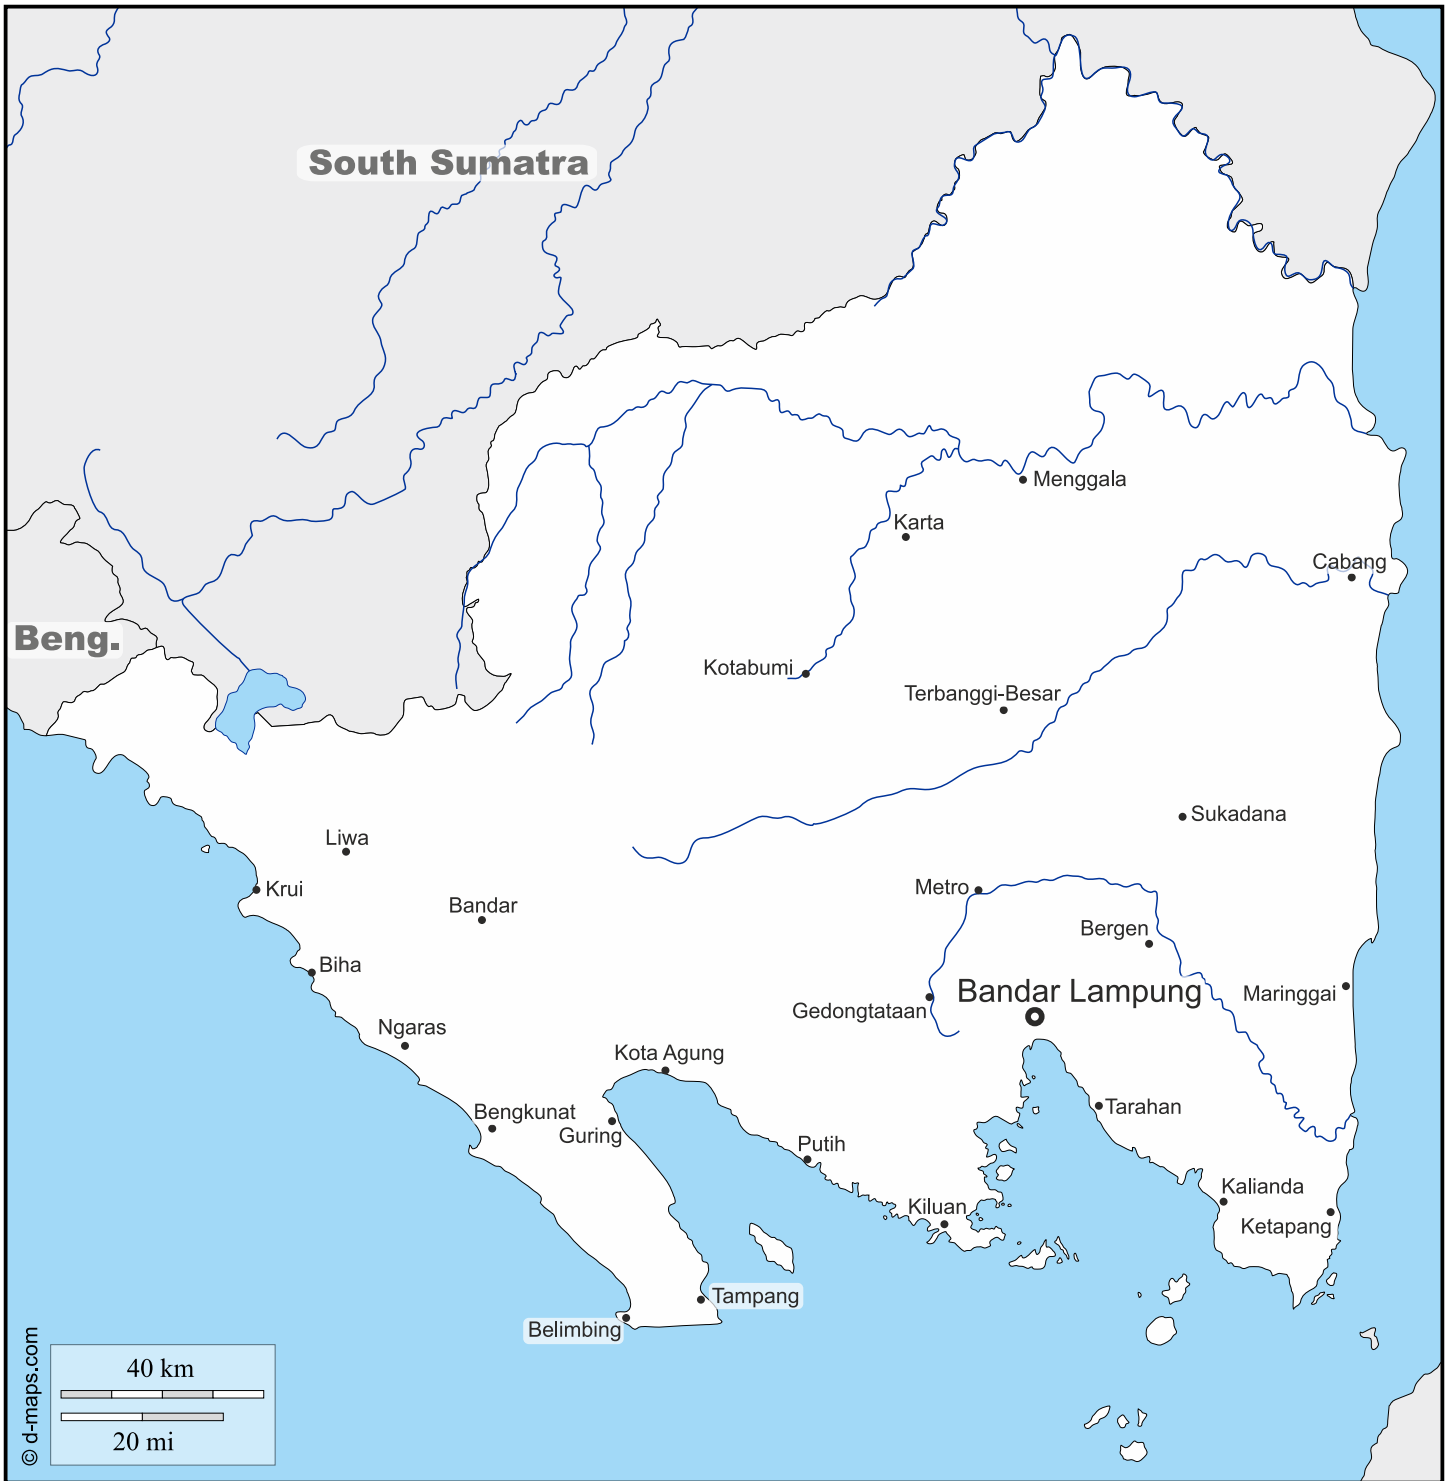 South Sumatra
Menggala
Karta
Cabang
Beng.
Kotabumi
Terbanggi-Besar
Sukadana
Liwa
Krui
Metro
Bandar
Bergen
Biha
Bandar Lampung
Maringgai
Gedongtataan
Ngaras
Kota Agung
Tarahan
Bengkunat
Guring
Putih
Kalianda
Kiluan
Ketapang
Tampang
Belimbing
40 km
20 mi
© d-maps.com